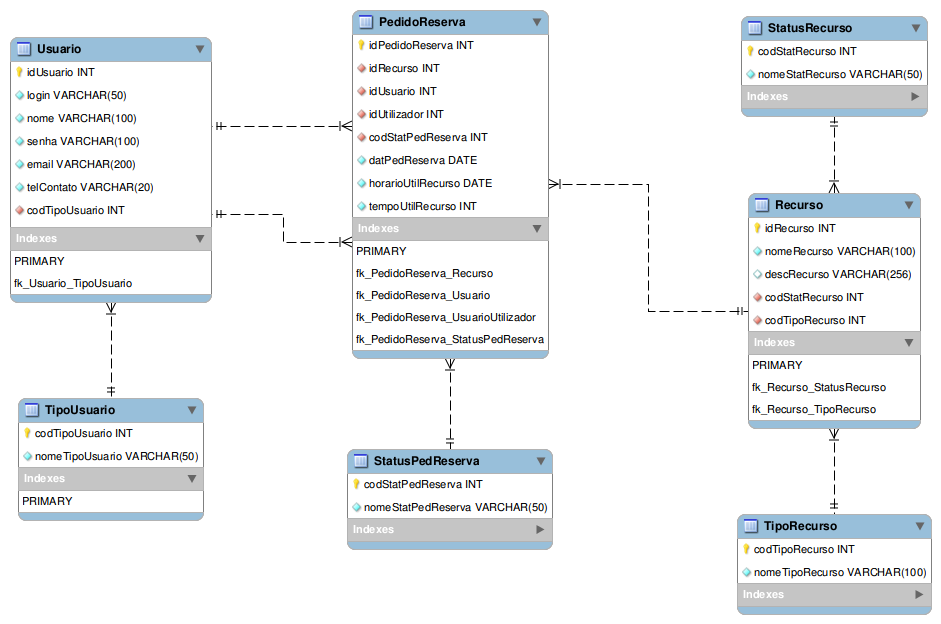 Usuario
idUsuario INT
login VARCHAR(50)
nome VARCHAR(100)
senha VARCHAR(100)
email VARCHAR(200)
telContato VARCHAR(20)
codTipoUsuario INT
Indexes
PRIMARY
fk_Usuario_TipoUsuario
TipoUsuario
codTipoUsuario INT
nomeTipoUsuario VARCHAR(50)
Indexes
PRIMARY
PedidoReserva
idPedidoReserva INT
idRecurso INT
idUsuario INT
idUtilizador INT
codStatPedReserva INT
datPedReserva DATE
horarioUtilRecurso DATE
tempoUtilRecurso INT
Indexes
PRIMARY
fk_PedidoReserva_Recurso
fk_PedidoReserva_Usuario
fk_PedidoReserva_UsuarioUtilizador
fk_PedidoReserva_StatusPedReserva
StatusPedReserva
codStatPedReserva INT
nomeStatPedReserva VARCHAR(50)
Indexes
StatusRecurso
codStatRecurso INT
nomeStatRecurso VARCHAR(50)
Indexes
Recurso
idRecurso INT
nomeRecurso VARCHAR(100)
descRecurso VARCHAR(256)
codStatRecurso INT
codTipoRecurso INT
Indexes
PRIMARY
fk_Recurso_StatusRecurso
fk_Recurso_TipoRecurso
TipoRecurso
codTipoRecurso INT
nomeTipoRecurso VARCHAR(100)
Indexes